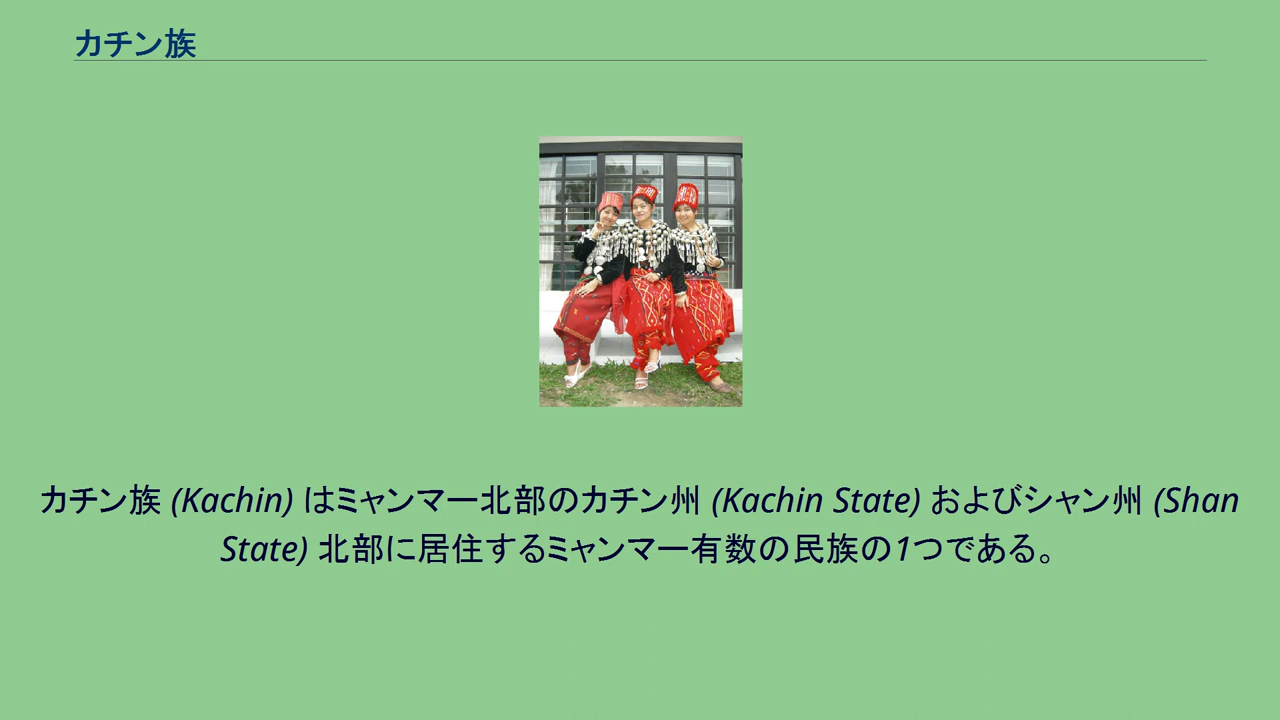 カチン族
カチン族 (Kachin) はミャンマー北部のカチン州 (Kachin State) およびシャン州 (Shan
State) 北部に居住するミャンマー有数の民族の1つである。